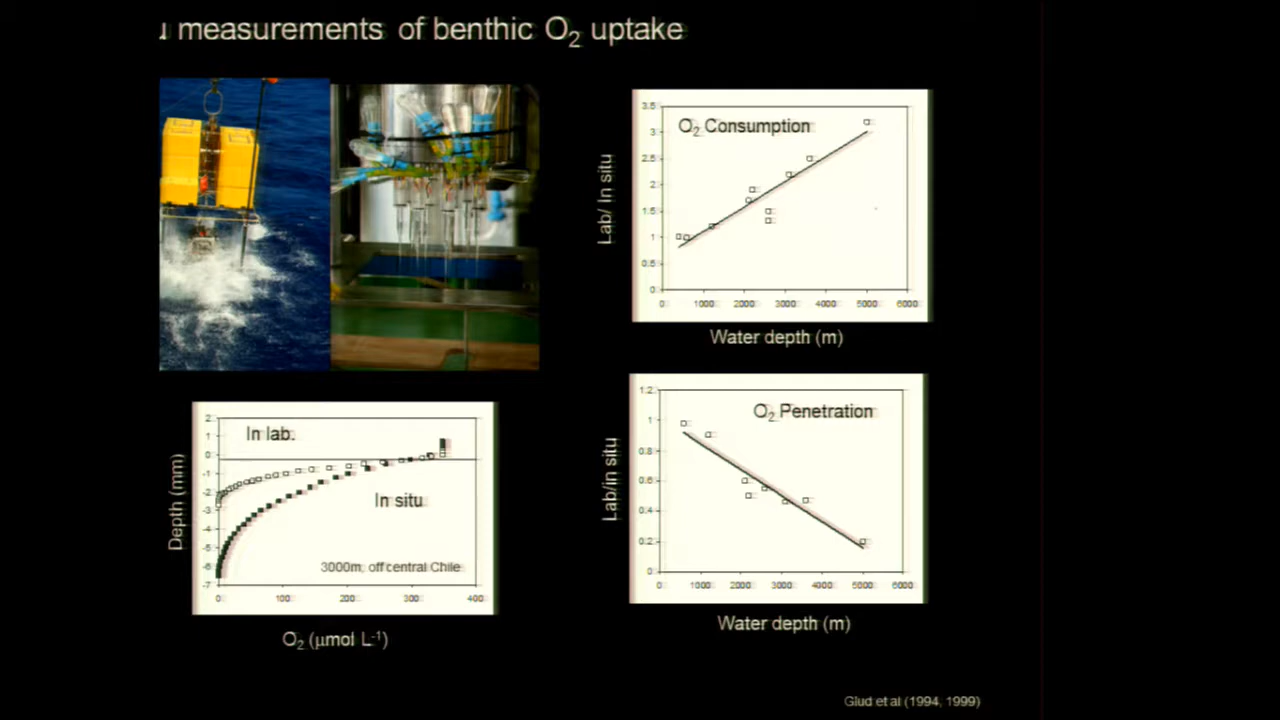 measurements of benthic O2 uptake
O2 Consumption
Lab/ In situ
3.5
3
2.5
2
1.5
1
0.5
0
0 1000 2000 3000 4000 5000 6000
Water depth (m)
In lab.
In situ
3000m, off central Chile
Depth (mm)
2
1
0
-1
-2
-3
-4
-5
-6
-7
0 100 200 300 400
O2 (μmol L-1)
O2 Penetration
Lab/in situ
1.2
1
0.8
0.6
0.4
0.2
0
0 1000 2000 3000 4000 5000 6000
Water depth (m)
Glud et al (1994, 1999)